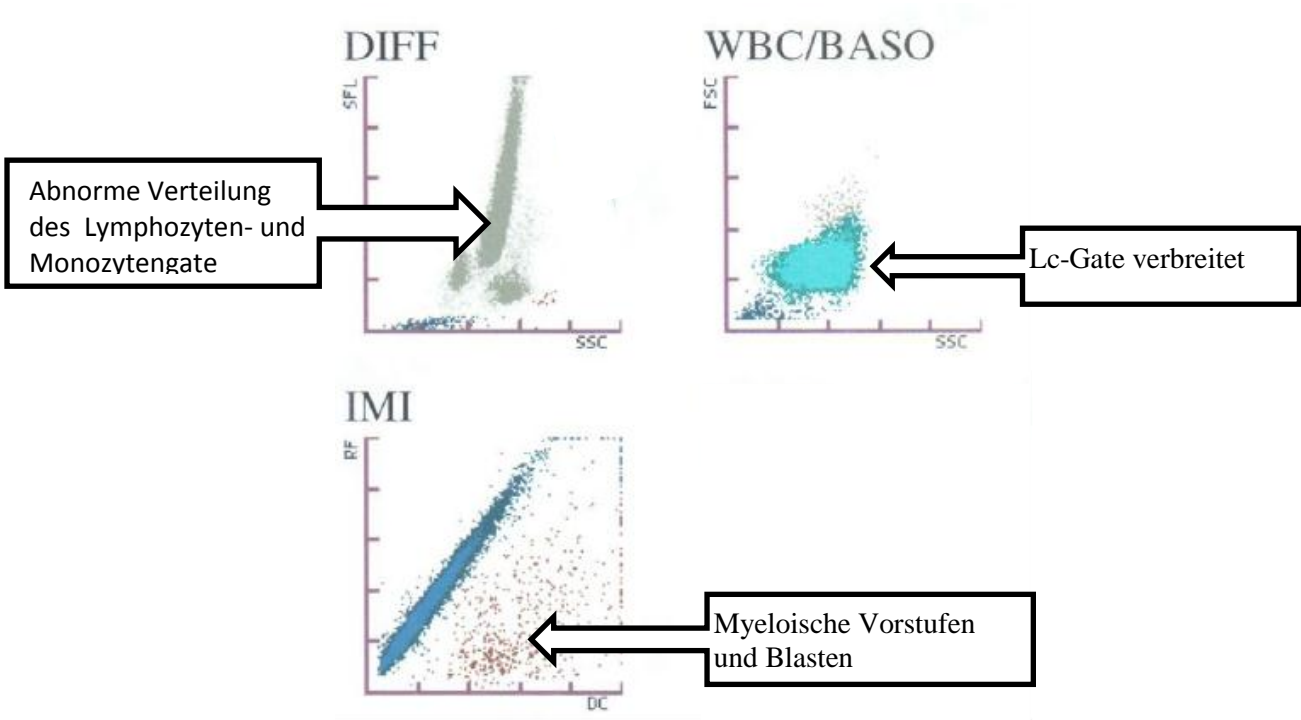 DIFF
SFL
SSC
Abnorme Verteilung
des Lymphozyten- und
Monozytengate
WBC/BASO
FSC
SSC
Lc-Gate verbreitet
IMI
RF
DC
Myeloische Vorstufen
und Blasten